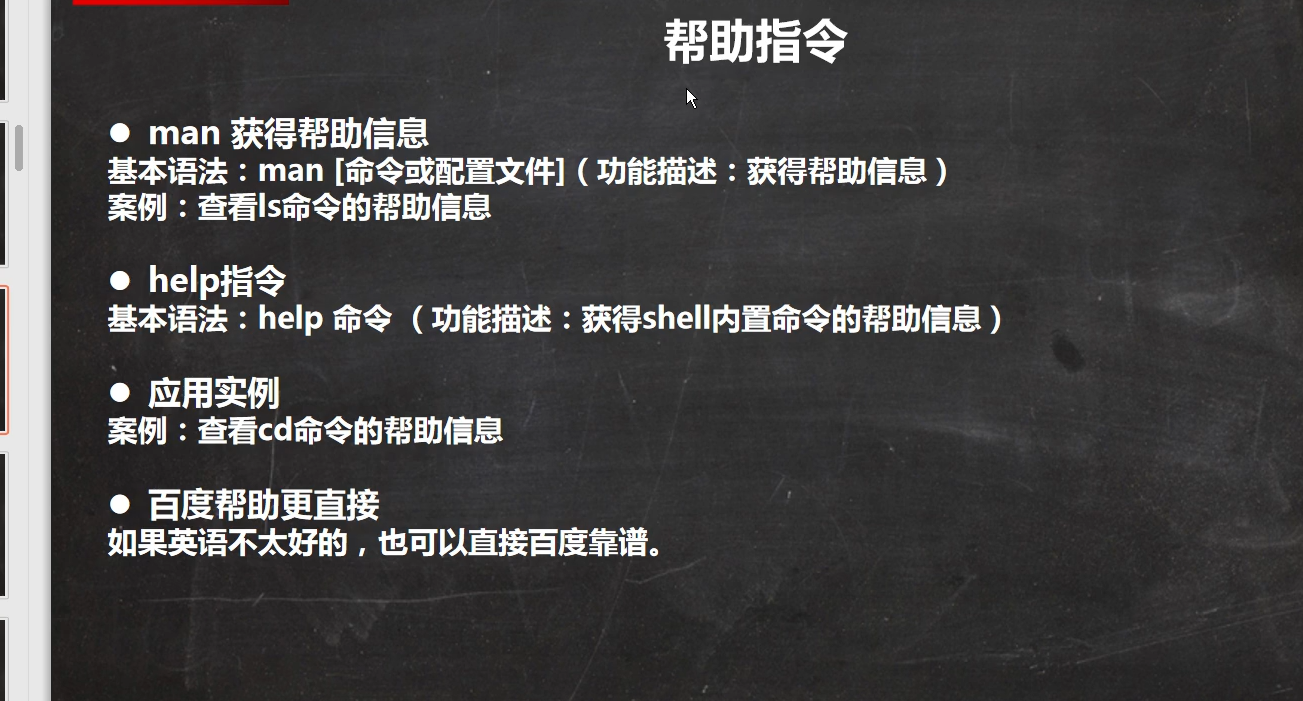 帮助指令
● man 获得帮助信息
基本语法：man [命令或配置文件]（功能描述：获得帮助信息）
案例：查看ls命令的帮助信息
● help指令
基本语法：help 命令 （功能描述：获得shell内置命令的帮助信息）
● 应用实例
案例：查看cd命令的帮助信息
● 百度帮助更直接
如果英语不太好的，也可以直接百度靠谱。